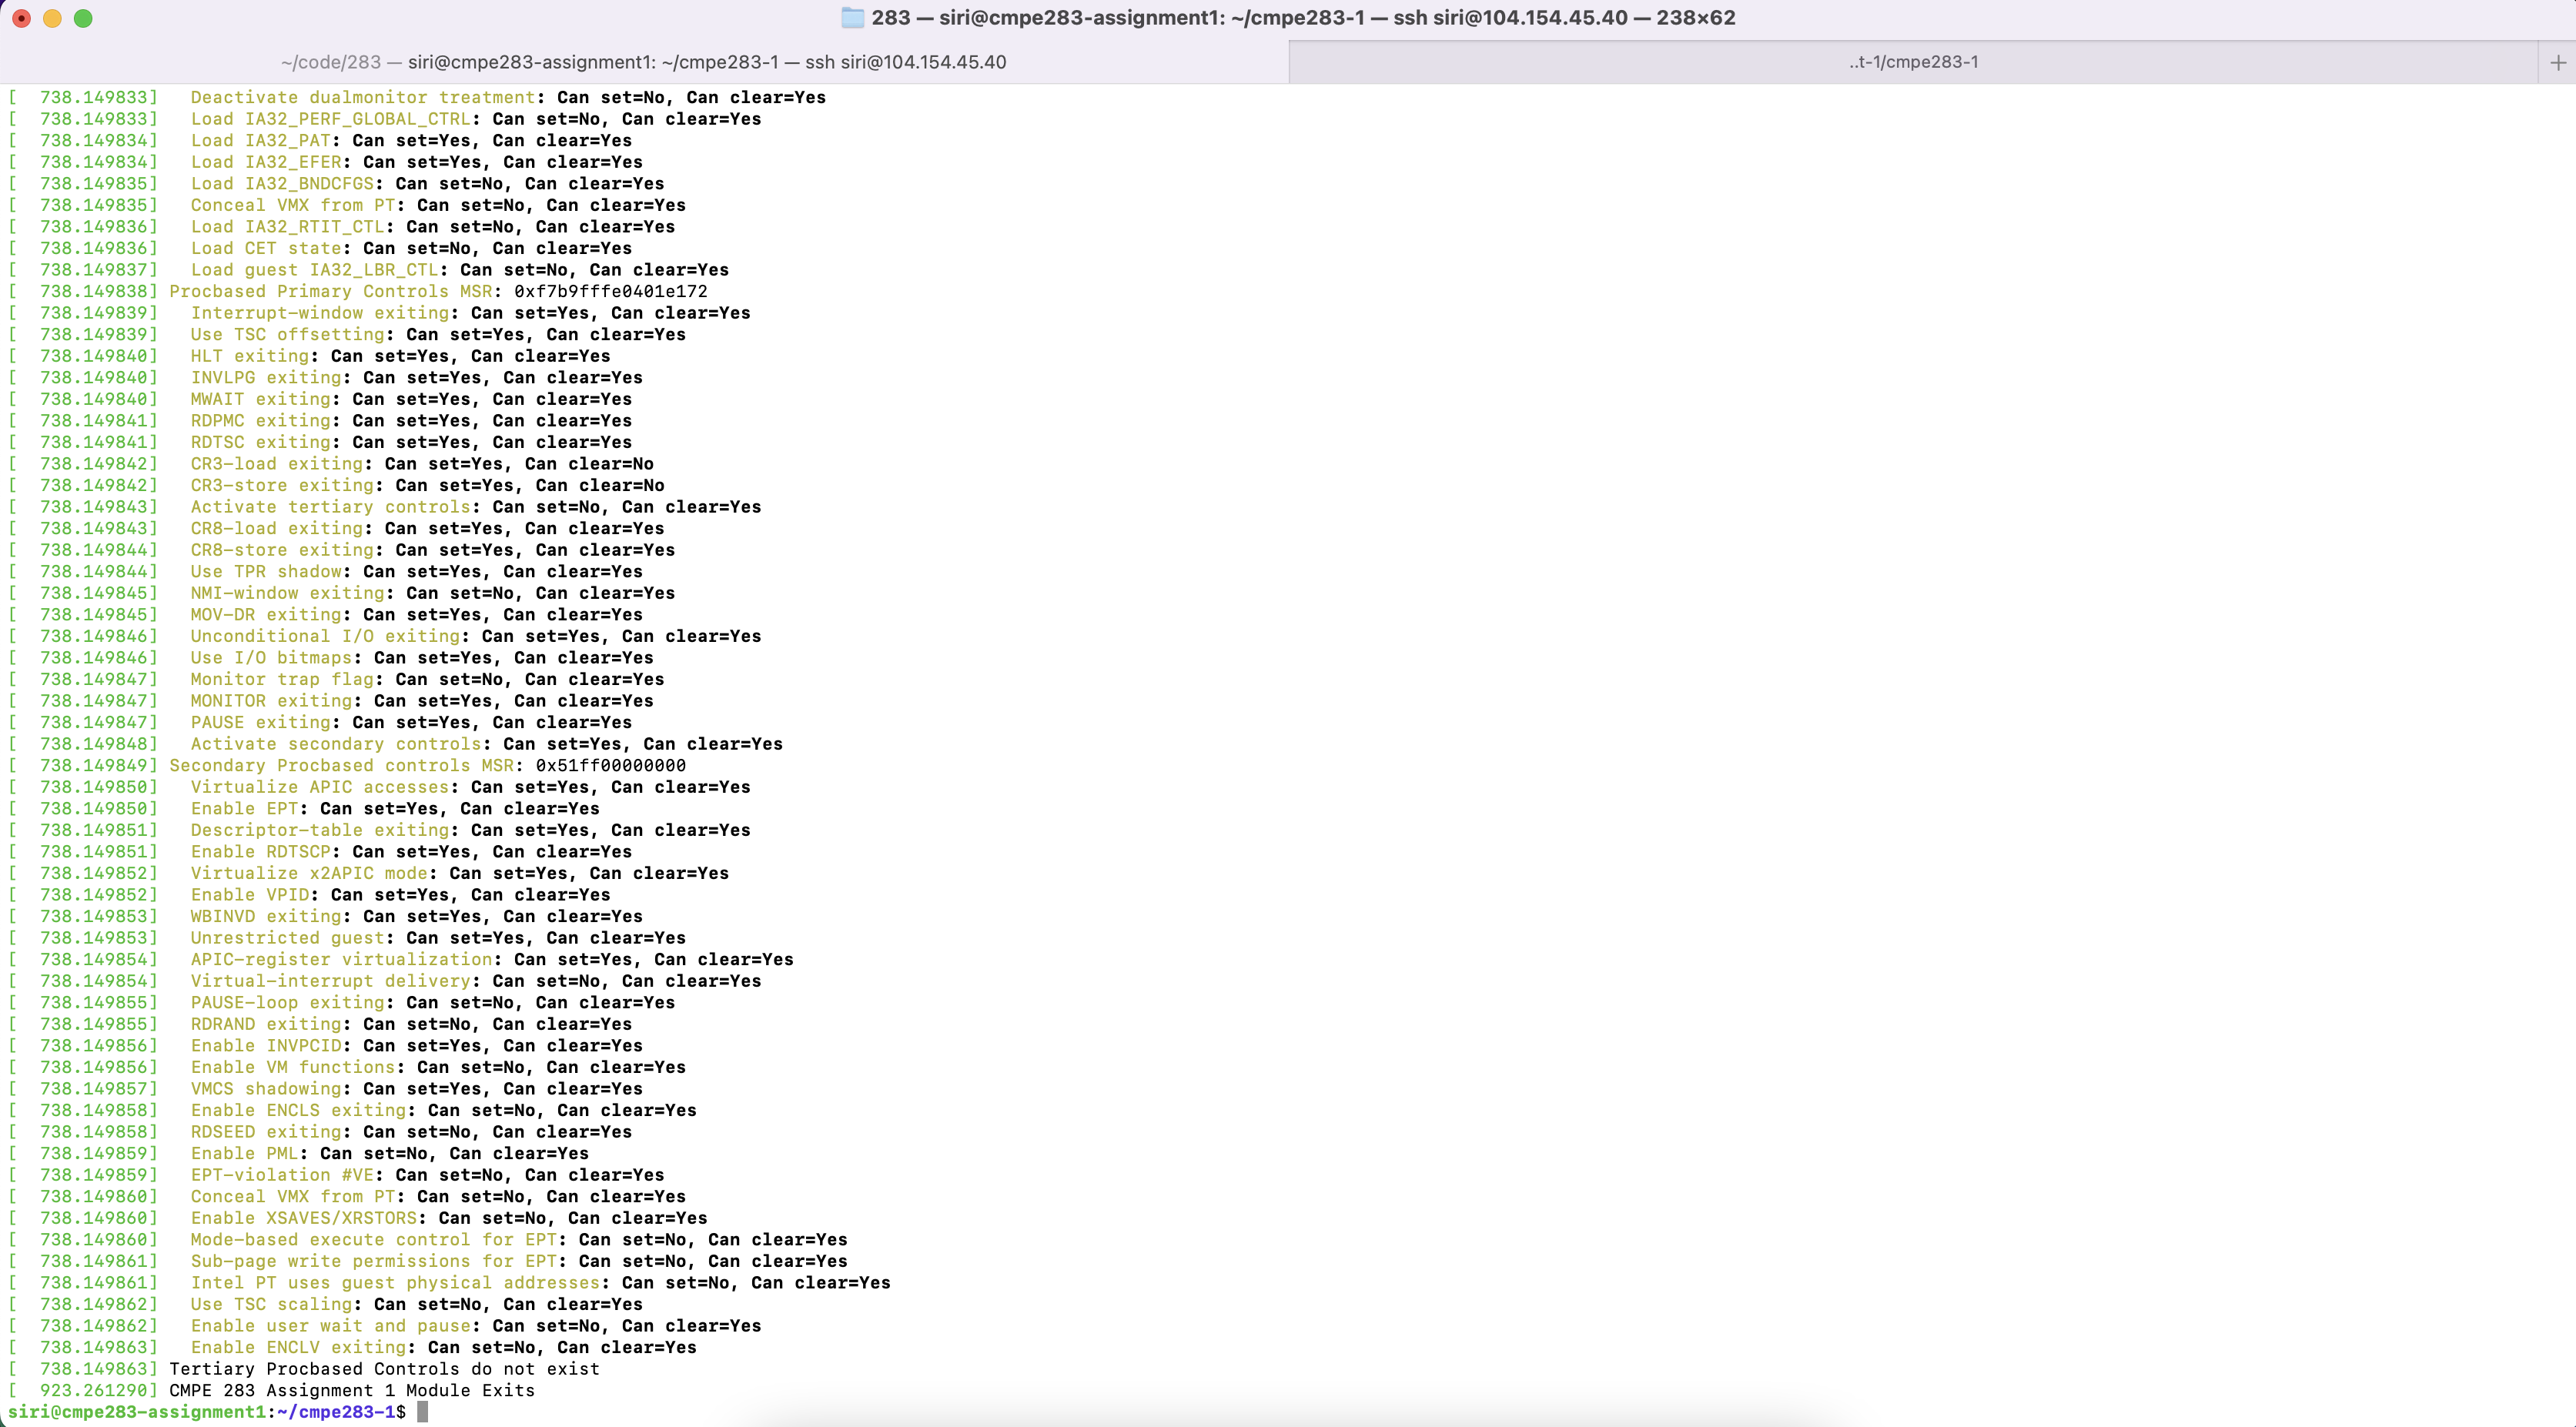 283 — siri@cmpe283-assignment1: ~/cmpe283-1 — ssh siri@104.154.45.40 — 238×62
~/code/283 — siri@cmpe283-assignment1: ~/cmpe283-1 — ssh siri@104.154.45.40
..t-1/cmpe283-1
+
[  738.149833]   Deactivate dualmonitor treatment: Can set=No, Can clear=Yes
[  738.149833]   Load IA32_PERF_GLOBAL_CTRL: Can set=No, Can clear=Yes
[  738.149834]   Load IA32_PAT: Can set=Yes, Can clear=Yes
[  738.149834]   Load IA32_EFER: Can set=Yes, Can clear=Yes
[  738.149835]   Load IA32_BNDCFGS: Can set=No, Can clear=Yes
[  738.149835]   Conceal VMX from PT: Can set=No, Can clear=Yes
[  738.149836]   Load IA32_RTIT_CTL: Can set=No, Can clear=Yes
[  738.149836]   Load CET state: Can set=No, Can clear=Yes
[  738.149837]   Load guest IA32_LBR_CTL: Can set=No, Can clear=Yes
[  738.149838] Procbased Primary Controls MSR: 0xf7b9fffe0401e172
[  738.149839]   Interrupt-window exiting: Can set=Yes, Can clear=Yes
[  738.149839]   Use TSC offsetting: Can set=Yes, Can clear=Yes
[  738.149840]   HLT exiting: Can set=Yes, Can clear=Yes
[  738.149840]   INVLPG exiting: Can set=Yes, Can clear=Yes
[  738.149840]   MWAIT exiting: Can set=Yes, Can clear=Yes
[  738.149841]   RDPMC exiting: Can set=Yes, Can clear=Yes
[  738.149841]   RDTSC exiting: Can set=Yes, Can clear=Yes
[  738.149842]   CR3-load exiting: Can set=Yes, Can clear=No
[  738.149842]   CR3-store exiting: Can set=Yes, Can clear=No
[  738.149843]   Activate tertiary controls: Can set=No, Can clear=Yes
[  738.149843]   CR8-load exiting: Can set=Yes, Can clear=Yes
[  738.149844]   CR8-store exiting: Can set=Yes, Can clear=Yes
[  738.149844]   Use TPR shadow: Can set=Yes, Can clear=Yes
[  738.149845]   NMI-window exiting: Can set=No, Can clear=Yes
[  738.149845]   MOV-DR exiting: Can set=Yes, Can clear=Yes
[  738.149846]   Unconditional I/O exiting: Can set=Yes, Can clear=Yes
[  738.149846]   Use I/O bitmaps: Can set=Yes, Can clear=Yes
[  738.149847]   Monitor trap flag: Can set=No, Can clear=Yes
[  738.149847]   MONITOR exiting: Can set=Yes, Can clear=Yes
[  738.149847]   PAUSE exiting: Can set=Yes, Can clear=Yes
[  738.149848]   Activate secondary controls: Can set=Yes, Can clear=Yes
[  738.149849] Secondary Procbased controls MSR: 0x51ff00000000
[  738.149850]   Virtualize APIC accesses: Can set=Yes, Can clear=Yes
[  738.149850]   Enable EPT: Can set=Yes, Can clear=Yes
[  738.149851]   Descriptor-table exiting: Can set=Yes, Can clear=Yes
[  738.149851]   Enable RDTSCP: Can set=Yes, Can clear=Yes
[  738.149852]   Virtualize x2APIC mode: Can set=Yes, Can clear=Yes
[  738.149852]   Enable VPID: Can set=Yes, Can clear=Yes
[  738.149853]   WBINVD exiting: Can set=Yes, Can clear=Yes
[  738.149853]   Unrestricted guest: Can set=Yes, Can clear=Yes
[  738.149854]   APIC-register virtualization: Can set=Yes, Can clear=Yes
[  738.149854]   Virtual-interrupt delivery: Can set=No, Can clear=Yes
[  738.149855]   PAUSE-loop exiting: Can set=No, Can clear=Yes
[  738.149855]   RDRAND exiting: Can set=No, Can clear=Yes
[  738.149856]   Enable INVPCID: Can set=Yes, Can clear=Yes
[  738.149856]   Enable VM functions: Can set=No, Can clear=Yes
[  738.149857]   VMCS shadowing: Can set=Yes, Can clear=Yes
[  738.149858]   Enable ENCLS exiting: Can set=No, Can clear=Yes
[  738.149858]   RDSEED exiting: Can set=No, Can clear=Yes
[  738.149859]   Enable PML: Can set=No, Can clear=Yes
[  738.149859]   EPT-violation #VE: Can set=No, Can clear=Yes
[  738.149860]   Conceal VMX from PT: Can set=No, Can clear=Yes
[  738.149860]   Enable XSAVES/XRSTORS: Can set=No, Can clear=Yes
[  738.149860]   Mode-based execute control for EPT: Can set=No, Can clear=Yes
[  738.149861]   Sub-page write permissions for EPT: Can set=No, Can clear=Yes
[  738.149861]   Intel PT uses guest physical addresses: Can set=No, Can clear=Yes
[  738.149862]   Use TSC scaling: Can set=No, Can clear=Yes
[  738.149862]   Enable user wait and pause: Can set=No, Can clear=Yes
[  738.149863]   Enable ENCLV exiting: Can set=No, Can clear=Yes
[  738.149863] Tertiary Procbased Controls do not exist
[  923.261290] CMPE 283 Assignment 1 Module Exits
siri@cmpe283-assignment1:~/cmpe283-1$